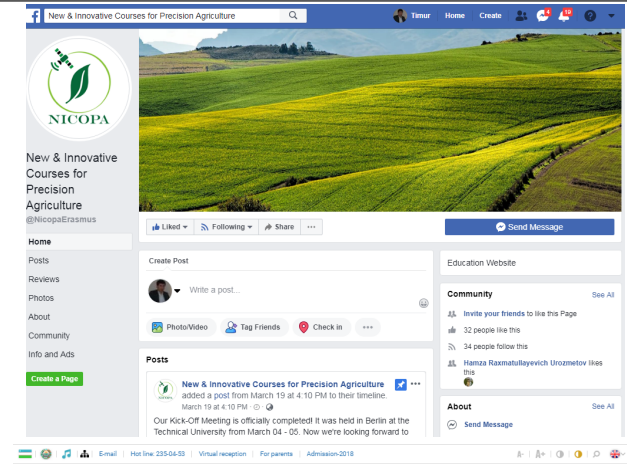 New & Innovative Courses for Precision Agriculture
Timur Home Create 4 19
NICOPA
New & Innovative
Courses for
Precision
Agriculture
@NicopaErasmus
Home
Posts
Reviews
Photos
About
Community
Info and Ads
Create a Page
Liked Following Share ...
Send Message
Create Post
Write a post...
Photo/Video Tag Friends Check in ...
Posts
New & Innovative Courses for Precision Agriculture ...
added a post from March 19 at 4:10 PM to their timeline.
March 19 at 4:10 PM
Our Kick-Off Meeting is officially completed! It was held in Berlin at the
Technical University from March 04 - 05. Now we're looking forward to
Education Website
Community See All
Invite your friends to like this Page
32 people like this
34 people follow this
Hamza Raxmatullayevich Urozmetov likes
this
About See All
Send Message
E-mail Hot line: 235-04-53 Virtual reception For parents Admission-2018 A- A+